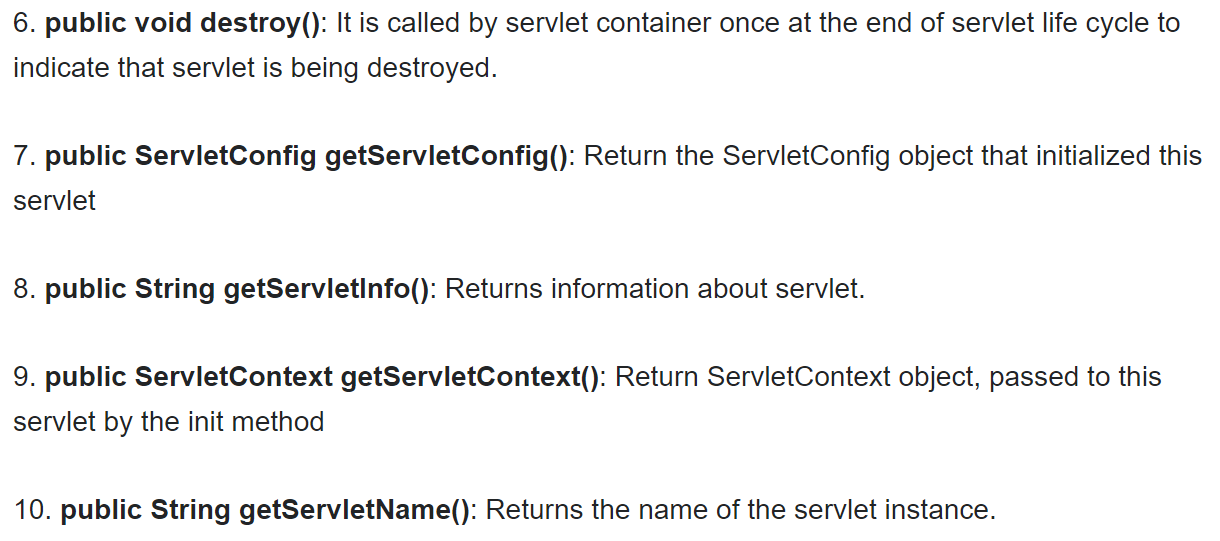 6. public void destroy(): It is called by servlet container once at the end of servlet life cycle to
indicate that servlet is being destroyed.
7. public ServletConfig getServletConfig(): Return the ServletConfig object that initialized this
servlet
8. public String getServletInfo(): Returns information about servlet.
9. public ServletContext getServletContext(): Return ServletContext object, passed to this
servlet by the init method
10. public String getServletName(): Returns the name of the servlet instance.